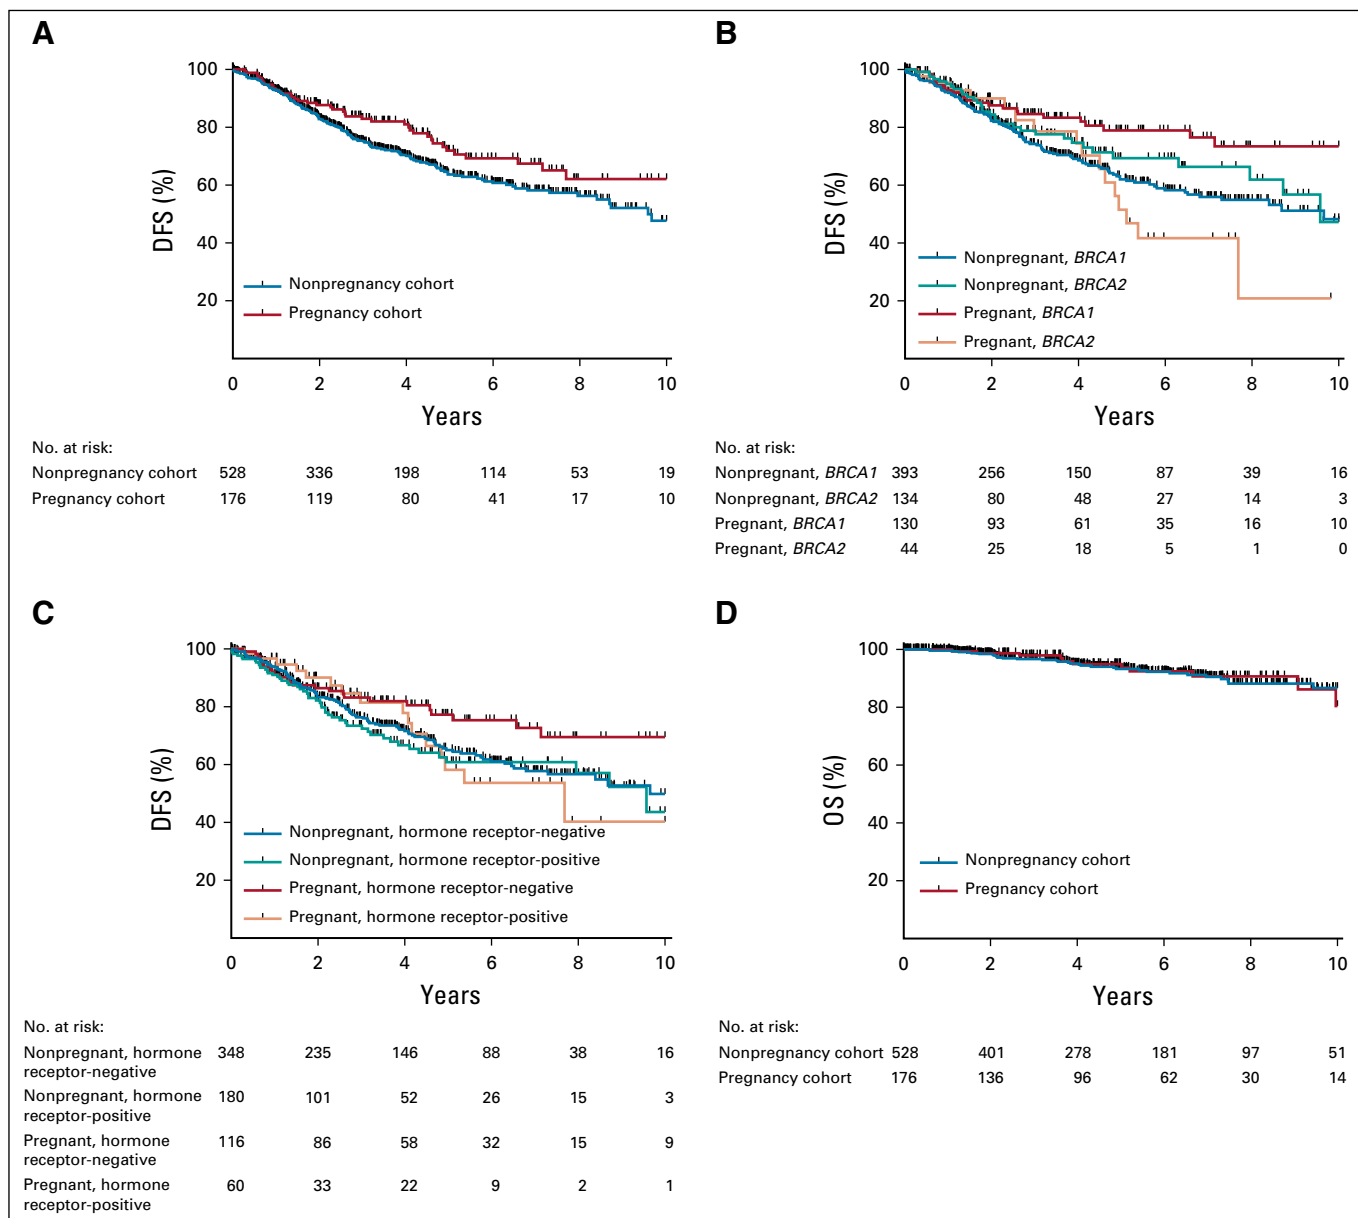 A
100
80
60
40
20
DFS (%)
Nonpregnancy cohort
Pregnancy cohort
0 2 4 6 8 10
Years
No. at risk:
Nonpregnancy cohort 528 336 198 114 53 19
Pregnancy cohort 176 119 80 41 17 10
B
100
80
60
40
20
DFS (%)
Nonpregnant, BRCA1
Nonpregnant, BRCA2
Pregnant, BRCA1
Pregnant, BRCA2
0 2 4 6 8 10
Years
No. at risk:
Nonpregnant, BRCA1 393 256 150 87 39 16
Nonpregnant, BRCA2 134 80 48 27 14 3
Pregnant, BRCA1 130 93 61 35 16 10
Pregnant, BRCA2 44 25 18 5 1 0
C
100
80
60
40
20
DFS (%)
Nonpregnant, hormone receptor-negative
Nonpregnant, hormone receptor-positive
Pregnant, hormone receptor-negative
Pregnant, hormone receptor-positive
0 2 4 6 8 10
Years
No. at risk:
Nonpregnant, hormone 348 235 146 88 38 16
receptor-negative
Nonpregnant, hormone 180 101 52 26 15 3
receptor-positive
Pregnant, hormone 116 86 58 32 15 9
receptor-negative
Pregnant, hormone 60 33 22 9 2 1
receptor-positive
D
100
80
60
40
20
OS (%)
Nonpregnancy cohort
Pregnancy cohort
0 2 4 6 8 10
Years
No. at risk:
Nonpregnancy cohort 528 401 278 181 97 51
Pregnancy cohort 176 136 96 62 30 14